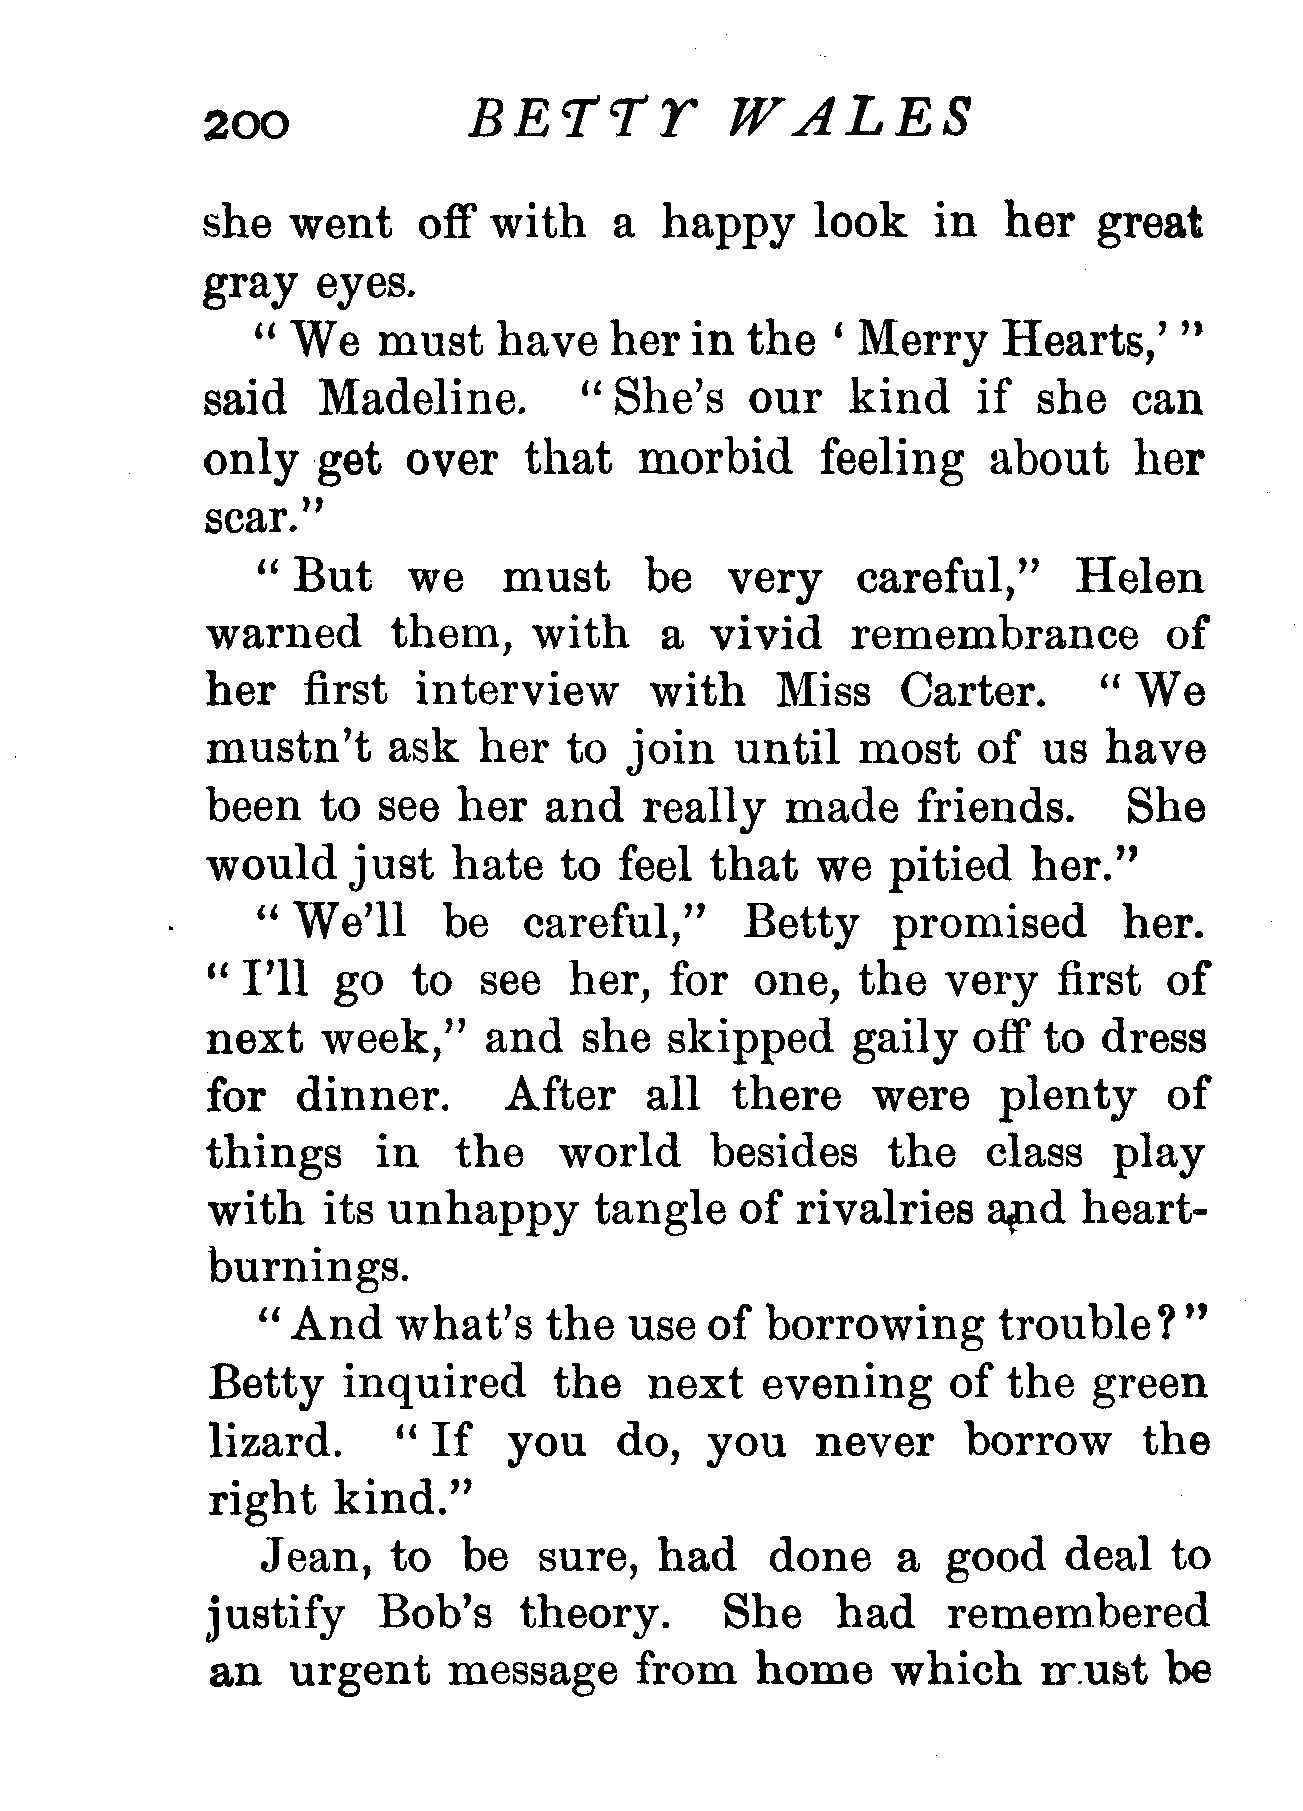 200 BETTY WALES
she went off with a happy look in her great
gray eyes.
“ We must have her in the ‘ Merry Hearts,’ ”
said Madeline. “ She’s our kind if she can
only get over that morbid feeling about her
scar.”
“ But we must be very careful,” Helen
warned them, with a vivid remembrance of
her first interview with Miss Carter. “ We
mustn’t ask her to join until most of us have
been to see her and really made friends. She
would just hate to feel that we pitied her.”
“ We’ll be careful,” Betty promised her.
“ I’ll go to see her, for one, the very first of
next week,” and she skipped gaily off to dress
for dinner. After all there were plenty of
things in the world besides the class play
with its unhappy tangle of rivalries and heart-
burnings.
“ And what’s the use of borrowing trouble? ”
Betty inquired the next evening of the green
lizard. “ If you do, you never borrow the
right kind.”
Jean, to be sure, had done a good deal to
justify Bob’s theory. She had remembered
an urgent message from home which must be